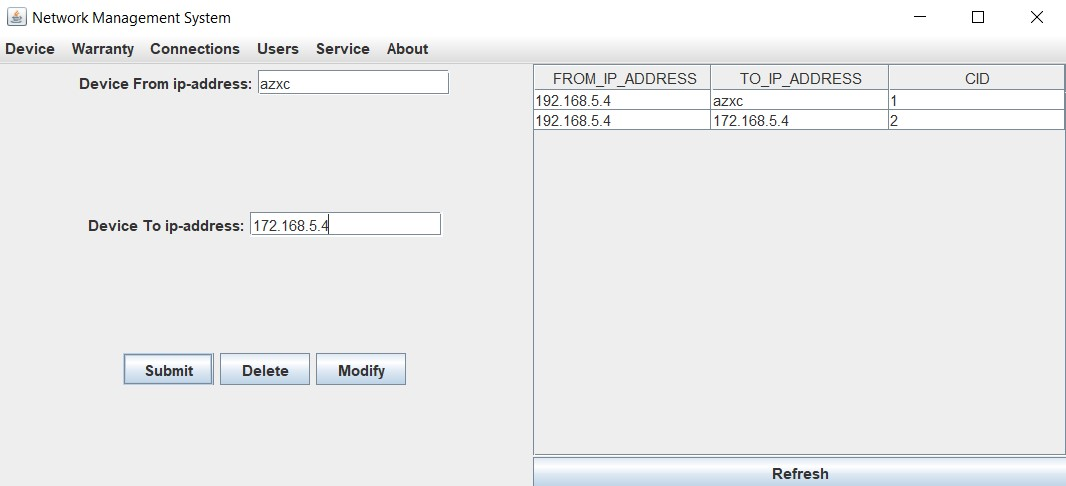 Network Management System
Device Warranty Connections Users Service About
Device From ip-address: azxc
Device To ip-address: 172.168.5.4
Submit Delete Modify
FROM_IP_ADDRESS TO_IP_ADDRESS CID
192.168.5.4 azxc 1
192.168.5.4 172.168.5.4 2
Refresh